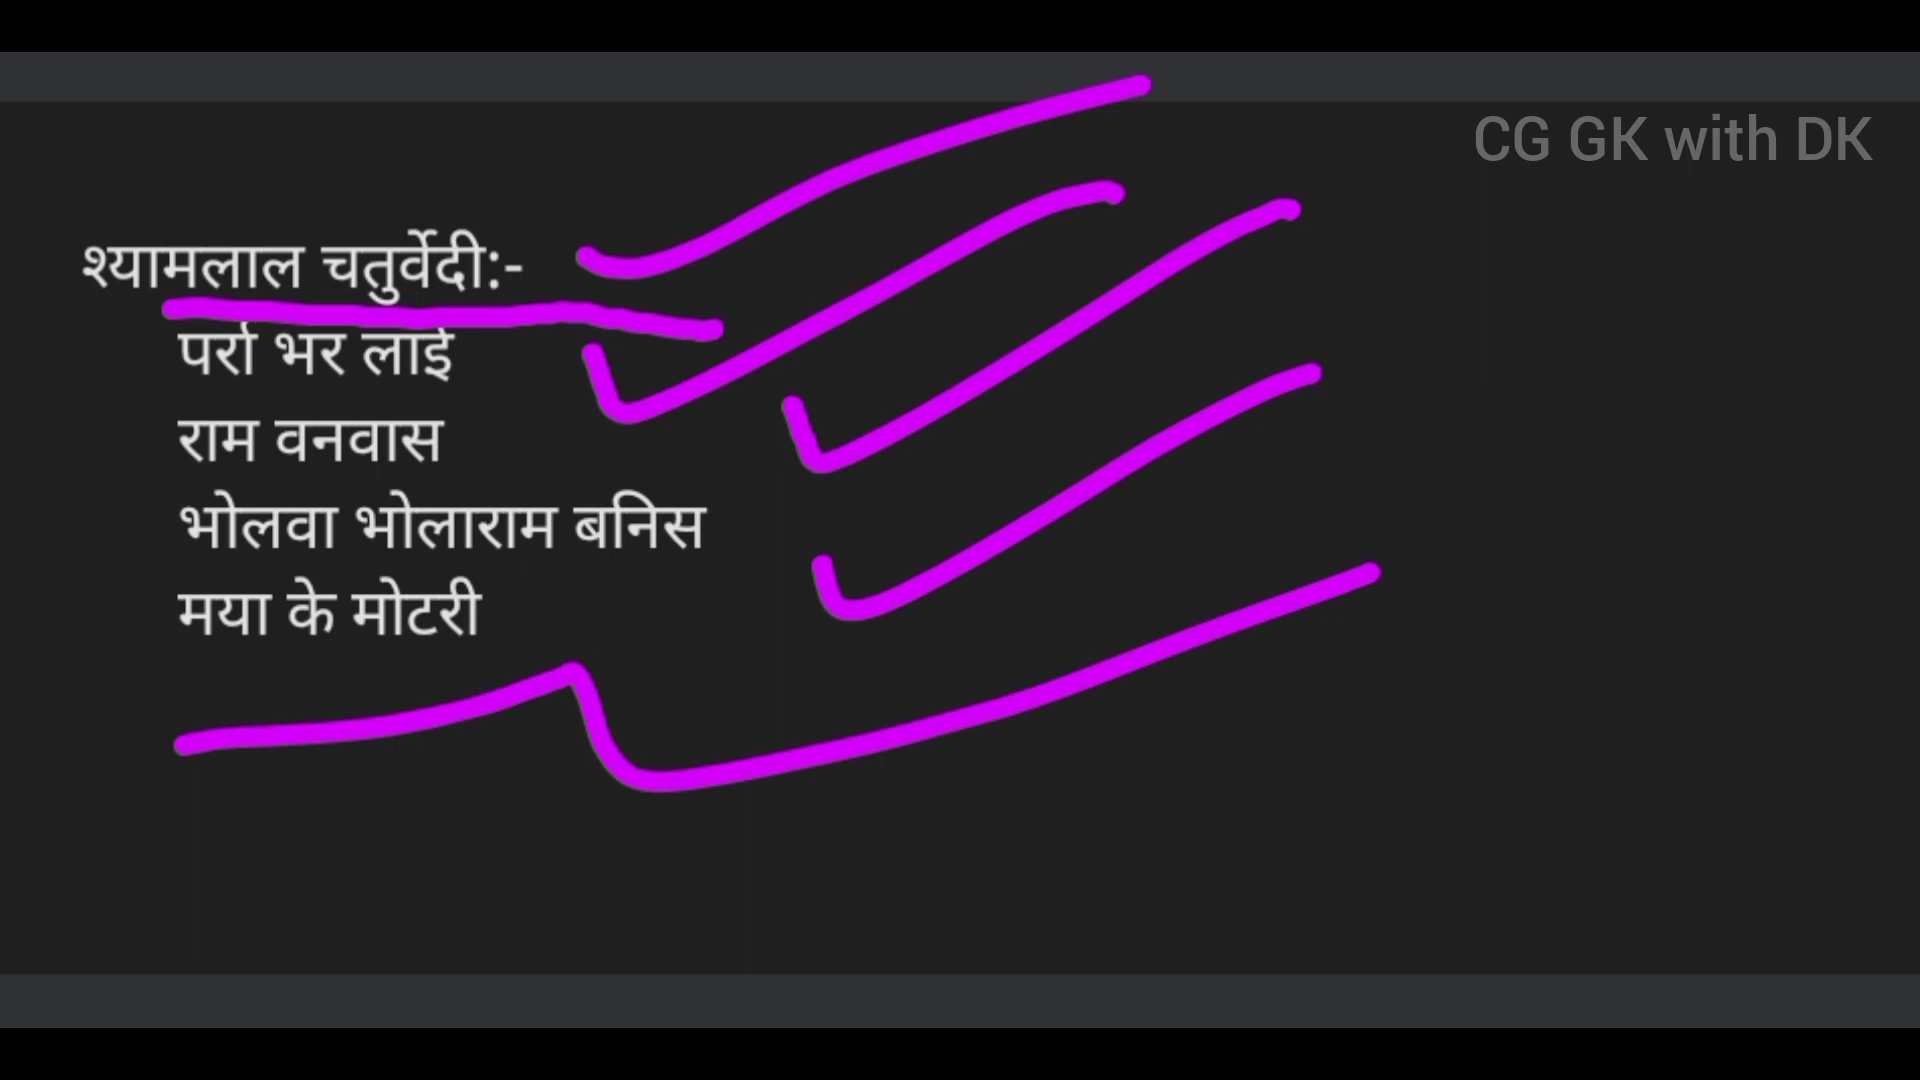 CG GK with DK
श्यामलाल चतुर्वेदी:-
पर्रा भर लाई
राम वनवास
भोलवा भोलाराम बनिस
मया के मोटरी